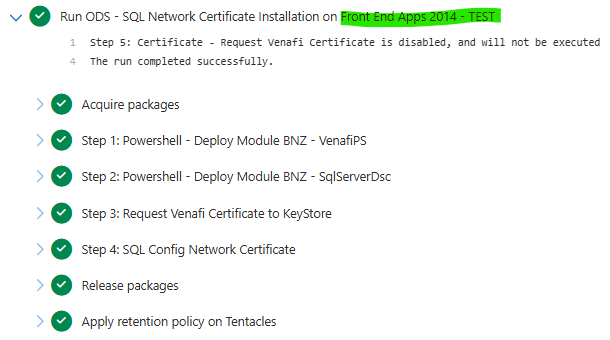 Run ODS - SQL Network Certificate Installation on Front End Apps 2014 - TEST
1 Step 5: Certificate - Request Venafi Certificate is disabled, and will not be executed
4 The run completed successfully.
Acquire packages
Step 1: Powershell - Deploy Module BNZ - VenafiPS
Step 2: Powershell - Deploy Module BNZ - SqlServerDsc
Step 3: Request Venafi Certificate to KeyStore
Step 4: SQL Config Network Certificate
Release packages
Apply retention policy on Tentacles